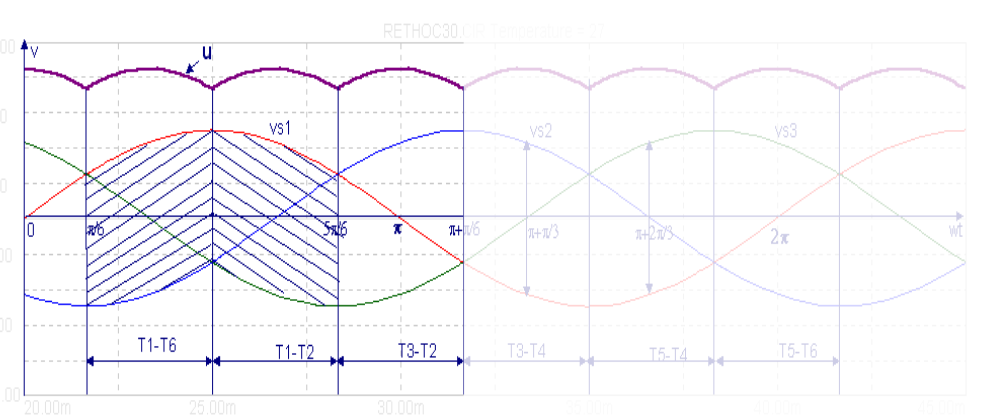 RETHOC30.CIR Temperature = 27
v
u
vs1
vs2
vs3
0
π/6
5π/6
π
π+π/6
π+π/3
π+2π/3
2π
wt
T1-T6
T1-T2
T3-T2
T3-T4
T5-T4
T5-T6
20.00m
25.00m
30.00m
35.00m
40.00m
45.00m